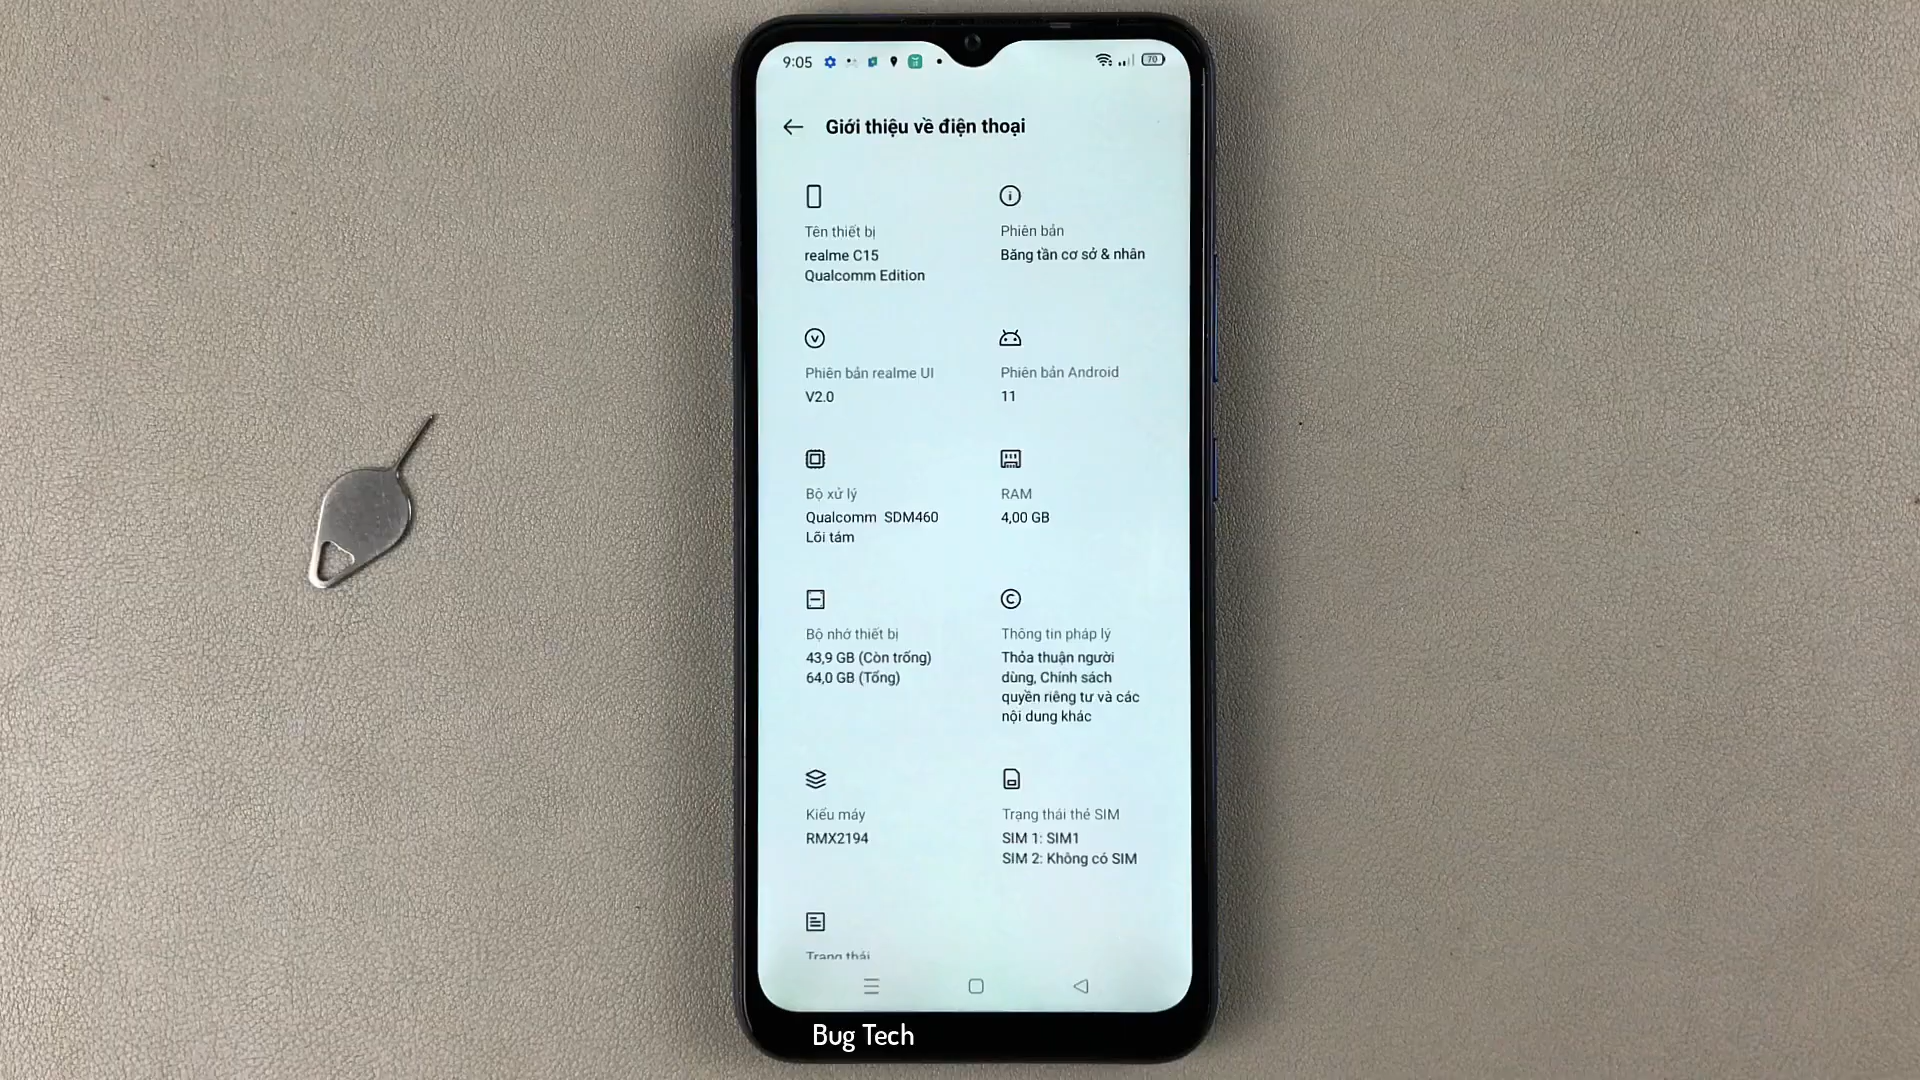 9:05
70
Giới thiệu về điện thoại
Tên thiết bị
realme C15
Qualcomm Edition
Phiên bản
Băng tần cơ sở & nhân
Phiên bản realme UI
V2.0
Phiên bản Android
11
Bộ xử lý
Qualcomm SDM460
Lõi tám
RAM
4,00 GB
Bộ nhớ thiết bị
43,9 GB (Còn trống)
64,0 GB (Tổng)
Thông tin pháp lý
Thỏa thuận người
dùng, Chính sách
quyền riêng tư và các
nội dung khác
Kiểu máy
RMX2194
Trạng thái thẻ SIM
SIM 1: SIM1
SIM 2: Không có SIM
Trạng thái
Bug Tech